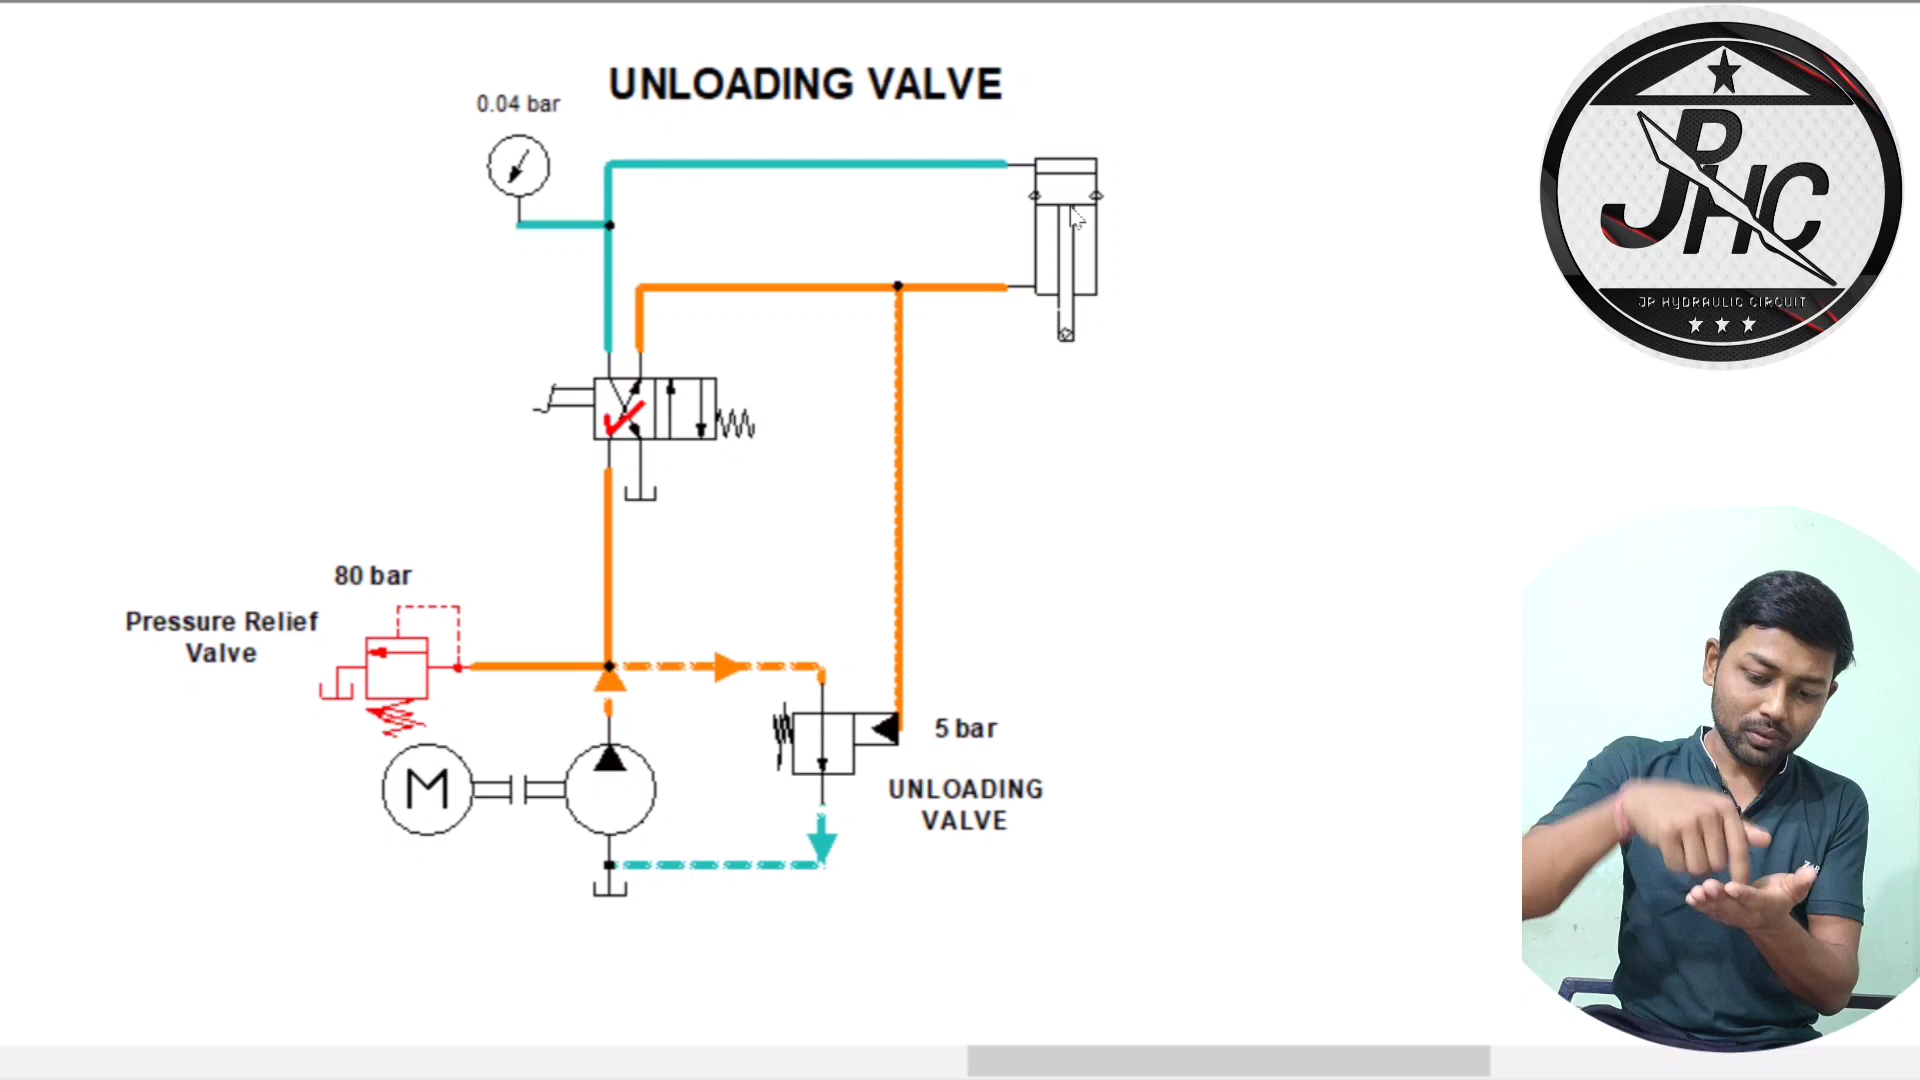 UNLOADING VALVE
0.04 bar
JPHC
JP HYDRAULIC CIRCUIT
80 bar
Pressure Relief
Valve
M
5 bar
UNLOADING
VALVE